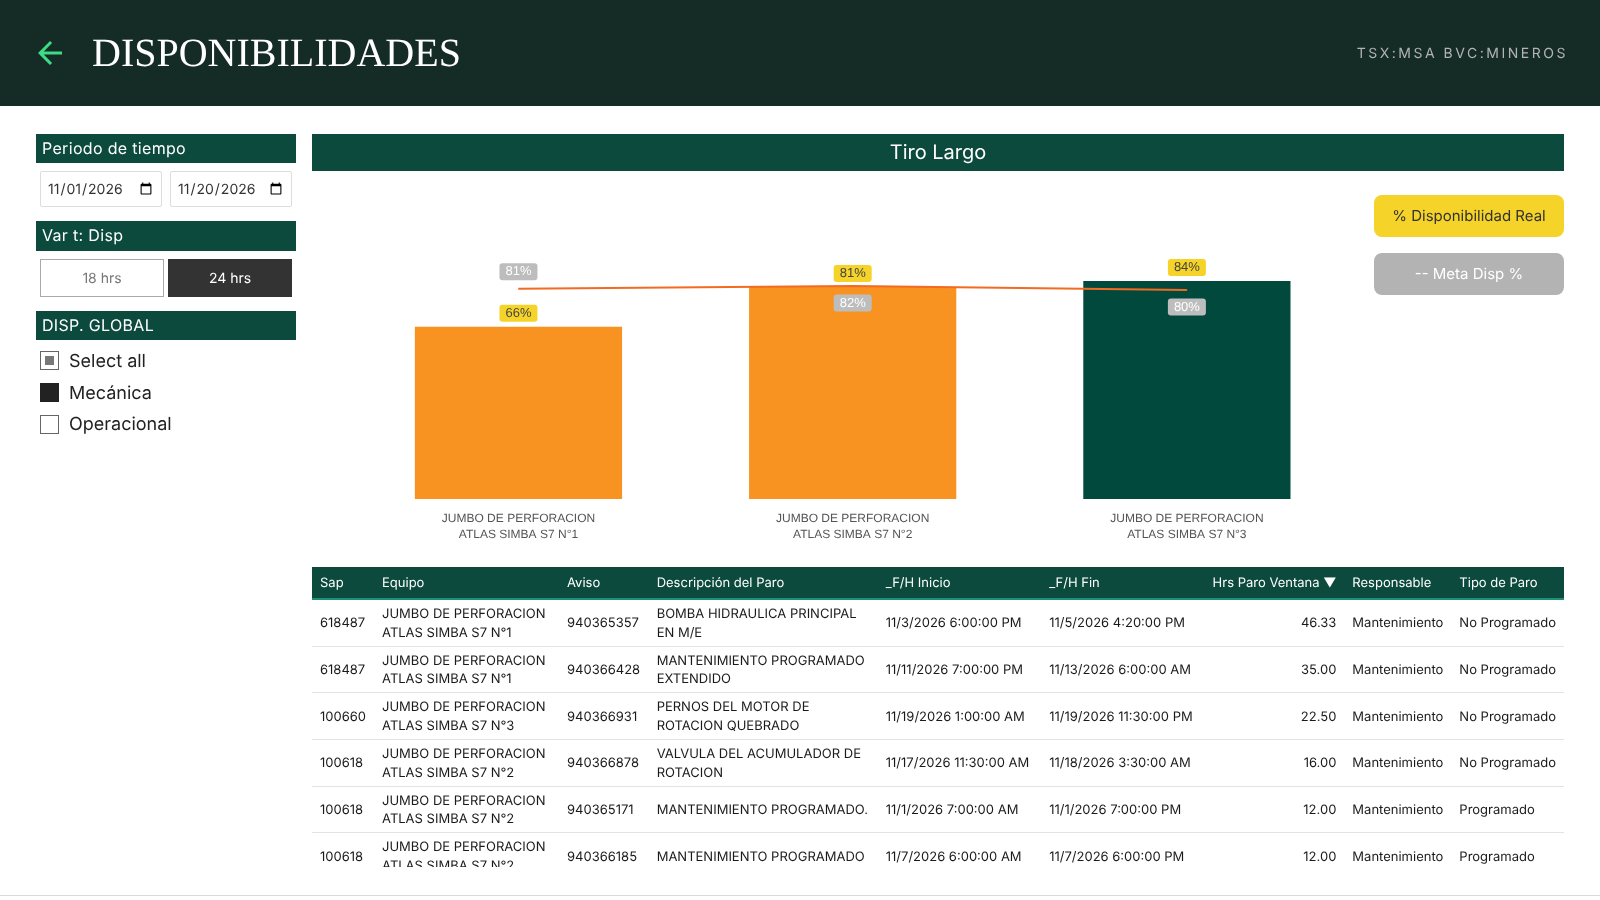 DISPONIBILIDADES
TSX:MSA BVC:MINEROS
Periodo de tiempo
11/01/2026
11/20/2026
Var t: Disp
18 hrs
24 hrs
DISP. GLOBAL
Select all
Mecánica
Operacional
Tiro Largo
% Disponibilidad Real
-- Meta Disp %
81%
66%
81%
82%
84%
80%
JUMBO DE PERFORACION
ATLAS SIMBA S7 N°1
JUMBO DE PERFORACION
ATLAS SIMBA S7 N°2
JUMBO DE PERFORACION
ATLAS SIMBA S7 N°3
Sap Equipo Aviso Descripción del Paro _F/H Inicio _F/H Fin Hrs Paro Ventana ▼ Responsable Tipo de Paro
618487 JUMBO DE PERFORACION ATLAS SIMBA S7 N°1 940365357 BOMBA HIDRAULICA PRINCIPAL EN M/E 11/3/2026 6:00:00 PM 11/5/2026 4:20:00 PM 46.33 Mantenimiento No Programado
618487 JUMBO DE PERFORACION ATLAS SIMBA S7 N°1 940366428 MANTENIMIENTO PROGRAMADO EXTENDIDO 11/11/2026 7:00:00 PM 11/13/2026 6:00:00 AM 35.00 Mantenimiento No Programado
100660 JUMBO DE PERFORACION ATLAS SIMBA S7 N°3 940366931 PERNOS DEL MOTOR DE ROTACION QUEBRADO 11/19/2026 1:00:00 AM 11/19/2026 11:30:00 PM 22.50 Mantenimiento No Programado
100618 JUMBO DE PERFORACION ATLAS SIMBA S7 N°2 940366878 VALVULA DEL ACUMULADOR DE ROTACION 11/17/2026 11:30:00 AM 11/18/2026 3:30:00 AM 16.00 Mantenimiento No Programado
100618 JUMBO DE PERFORACION ATLAS SIMBA S7 N°2 940365171 MANTENIMIENTO PROGRAMADO. 11/1/2026 7:00:00 AM 11/1/2026 7:00:00 PM 12.00 Mantenimiento Programado
100618 JUMBO DE PERFORACION ATLAS SIMBA S7 N°2 940366185 MANTENIMIENTO PROGRAMADO 11/7/2026 6:00:00 AM 11/7/2026 6:00:00 PM 12.00 Mantenimiento Programado